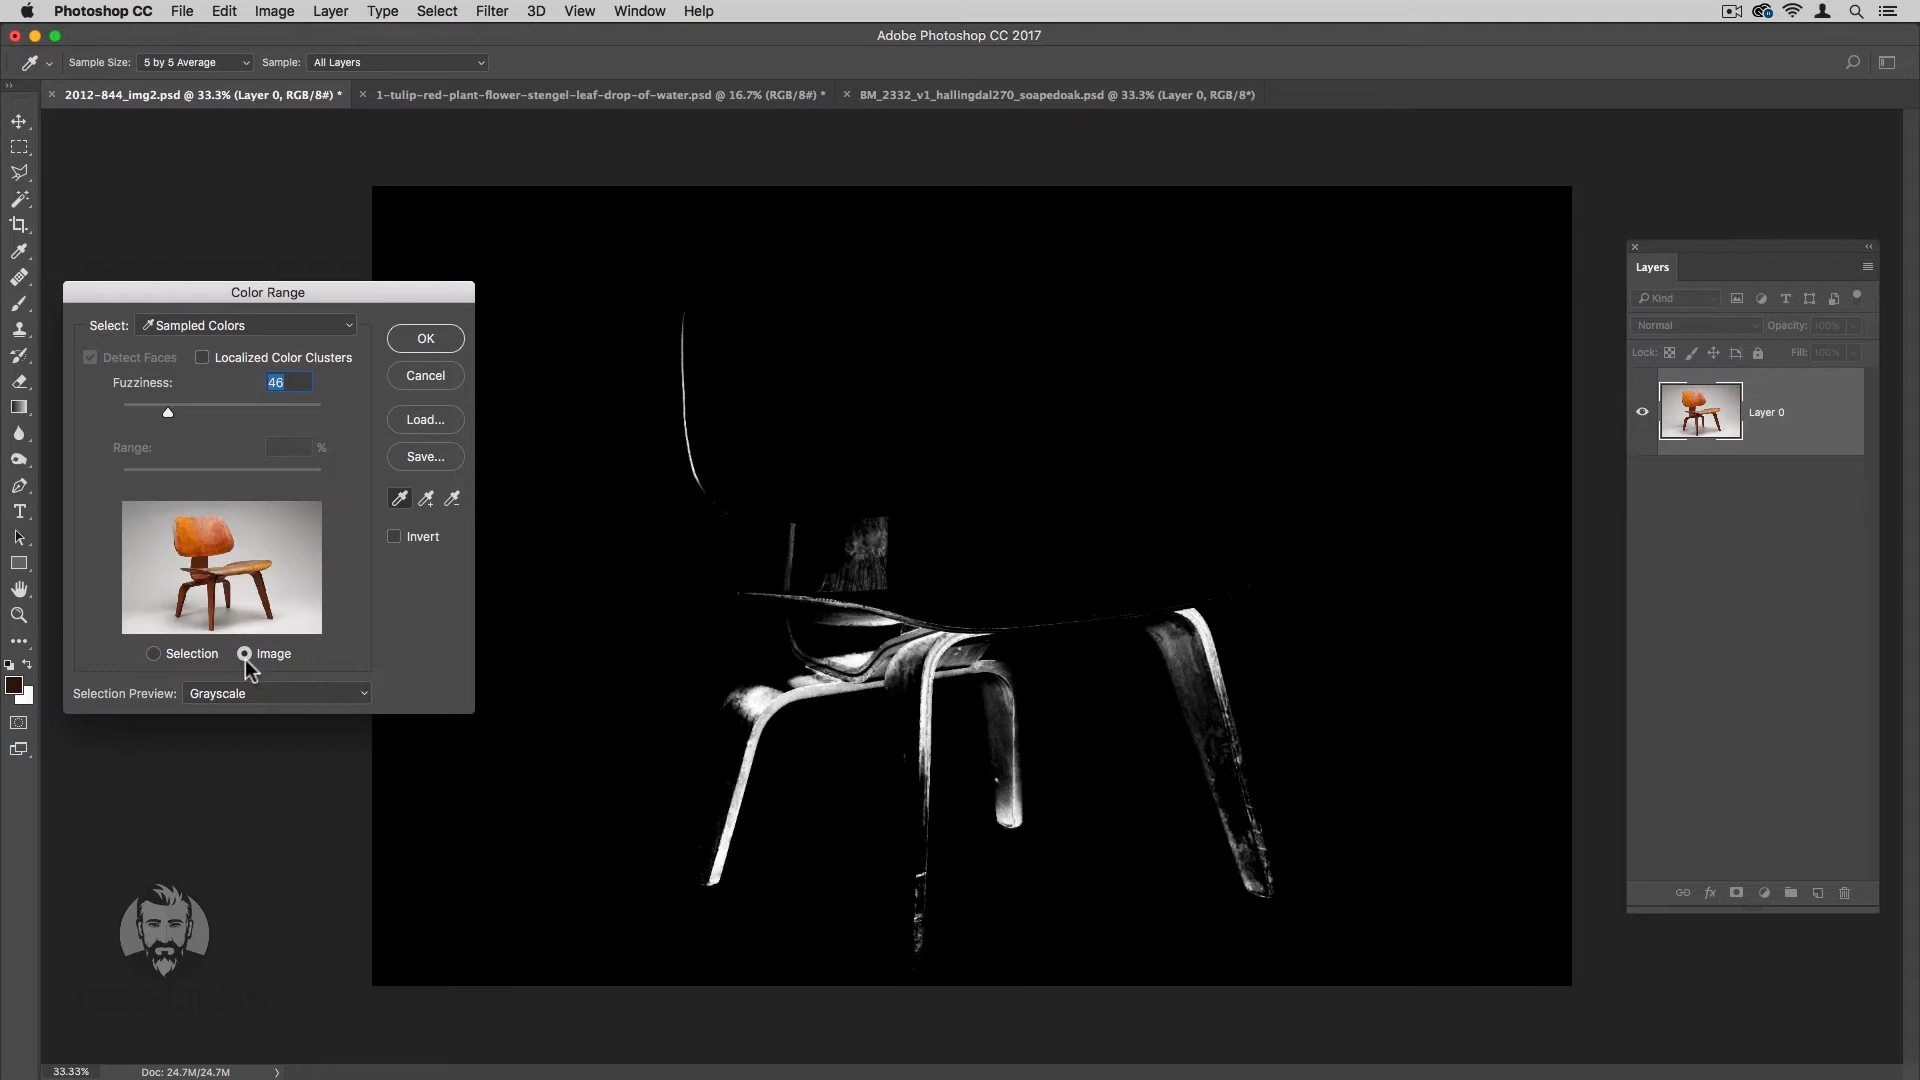 Photoshop CC File Edit Image Layer Type Select Filter 3D View Window Help
Adobe Photoshop CC 2017
Sample Size: 5 by 5 Average Sample: All Layers
2012-844_img2.psd @ 33.3% (Layer 0, RGB/8#) * 1-tulip-red-plant-flower-stengel-leaf-drop-of-water.psd @ 16.7% (RGB/8#) * BM_2332_v1_hallingdal270_soapedoak.psd @ 33.3% (Layer 0, RGB/8*)
Color Range
Select: Sampled Colors
OK
Detect Faces Localized Color Clusters
Cancel
Fuzziness: 46
Load...
Range: %
Save...
Invert
Selection Image
Selection Preview: Grayscale
Layers
Kind
Normal Opacity: 100%
Lock: Fill: 100%
Layer 0
33.33% Doc: 24.7M/24.7M